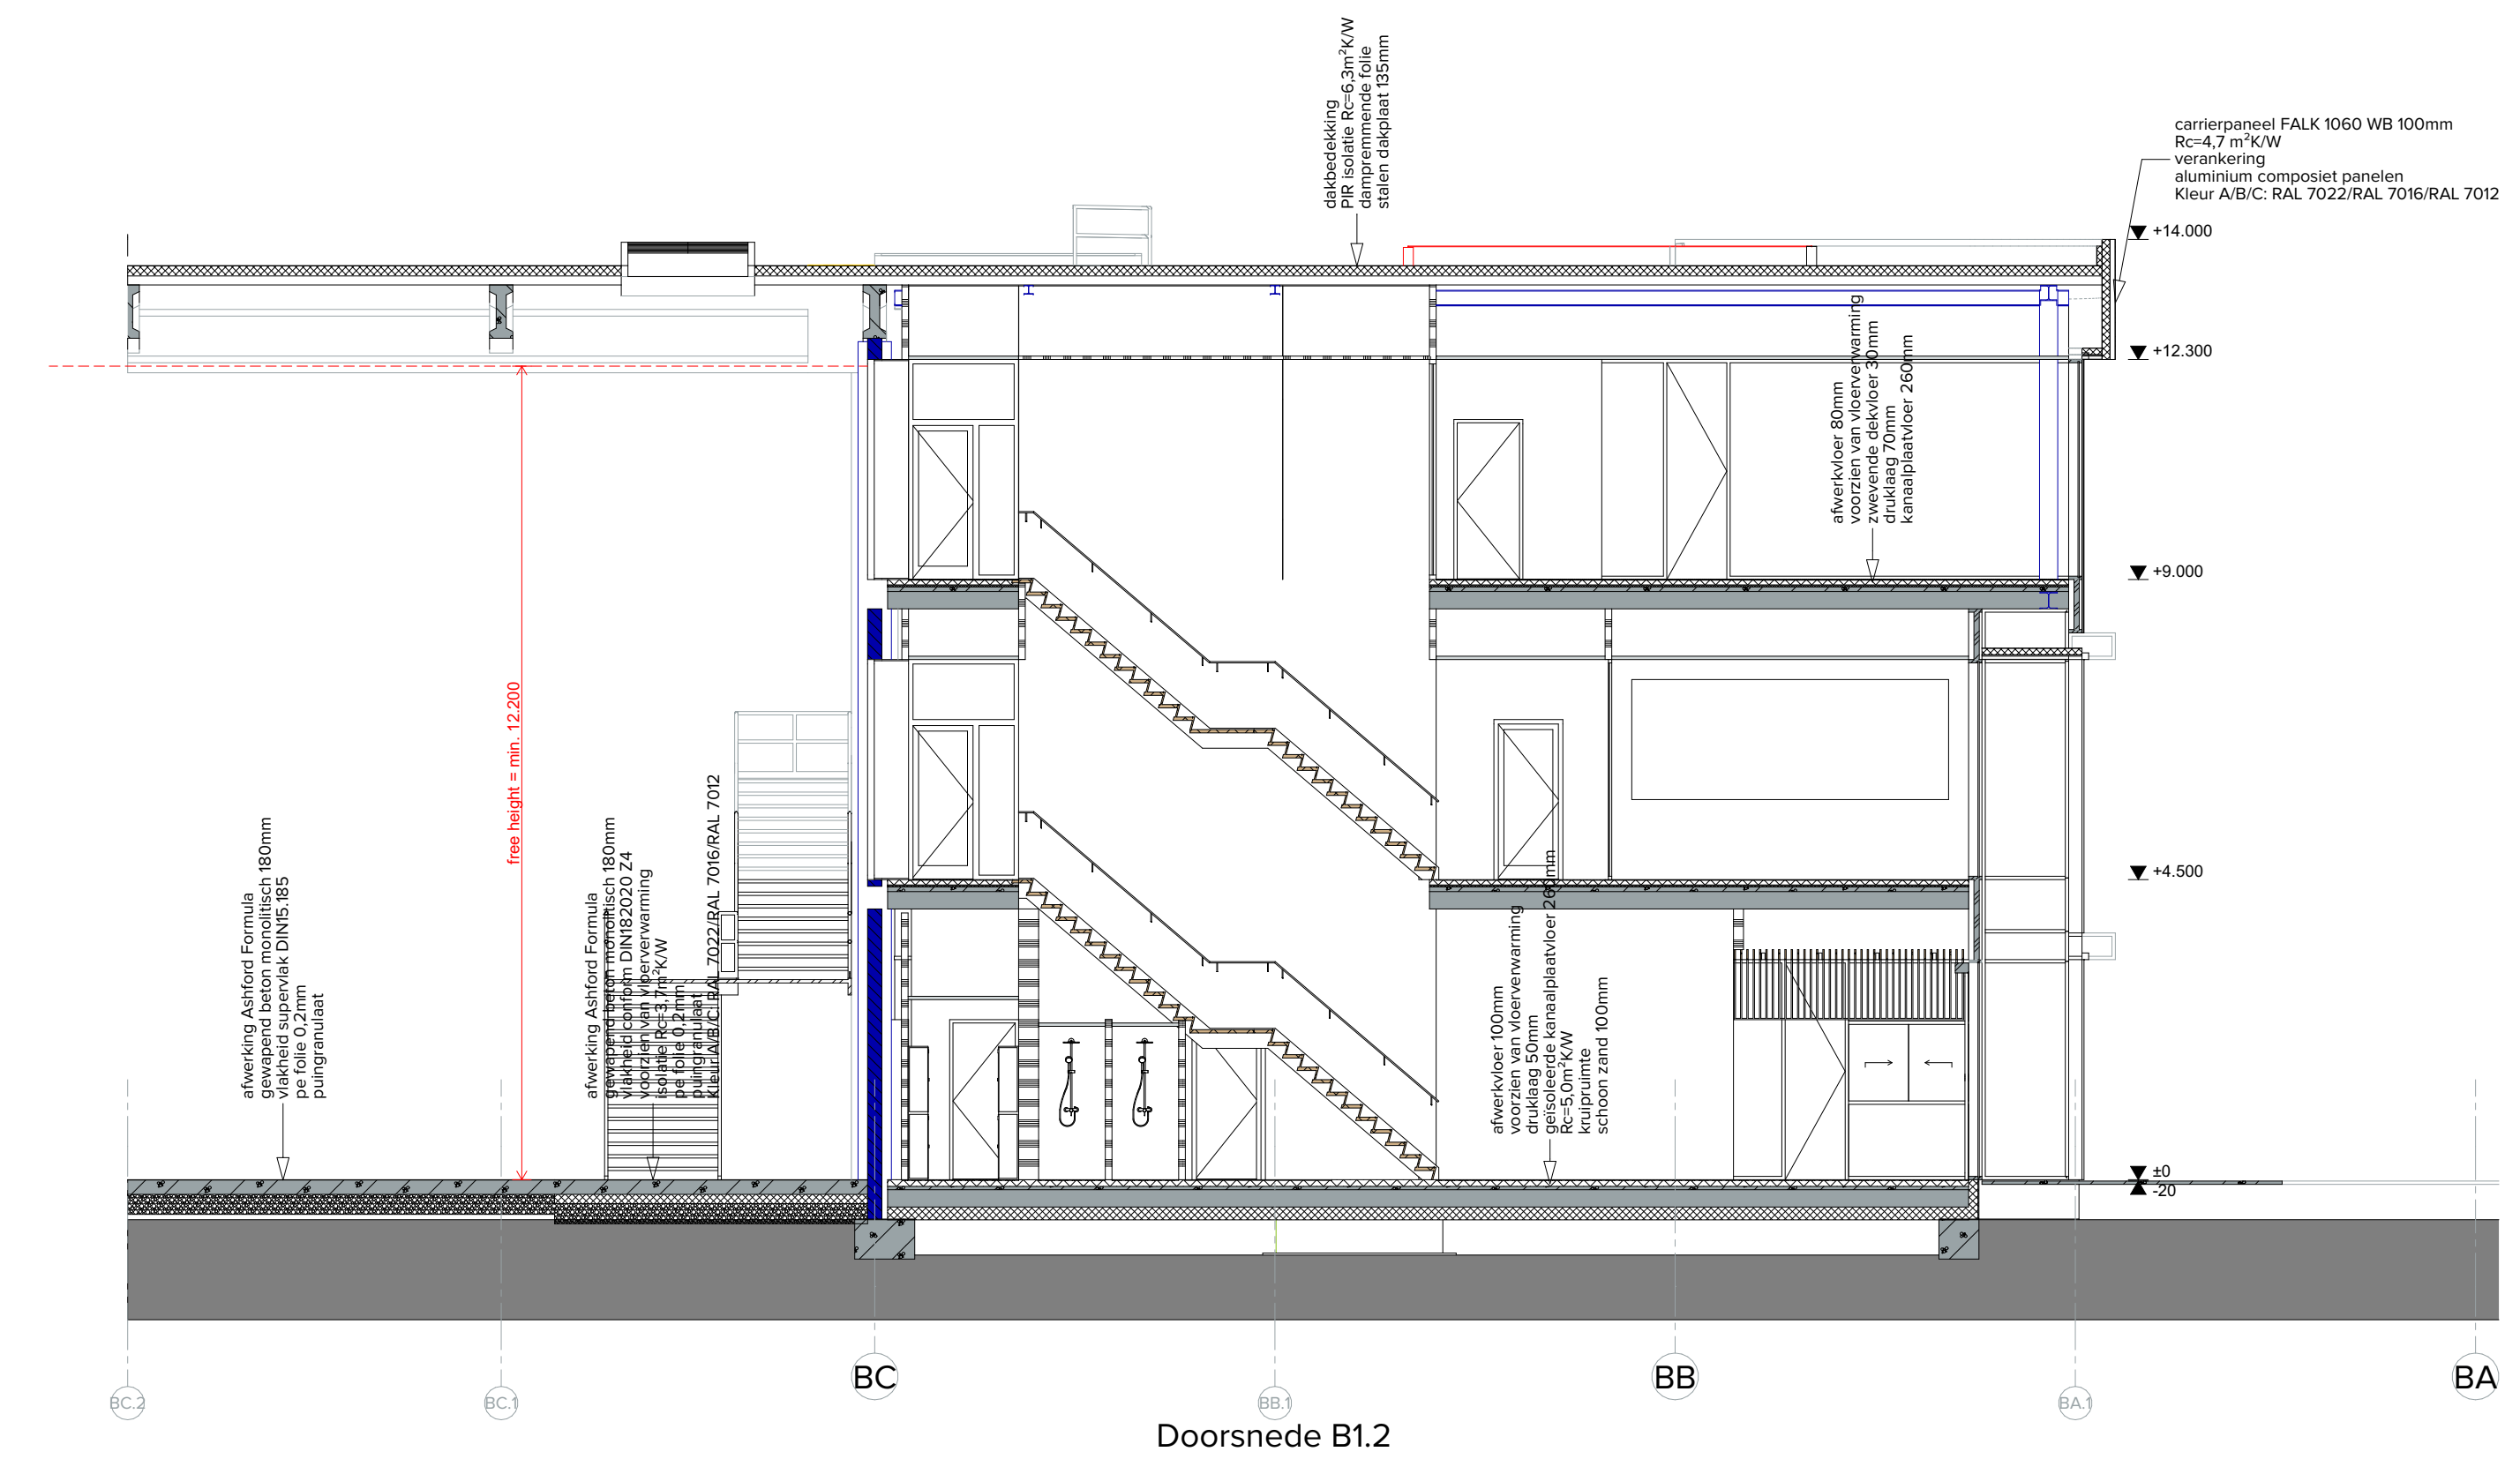 dakbedekking
PIR isolatie Rc=6,3m²K/W
dampremmende folie
stalen dakplaat 135mm
carrierpaneel FALK 1060 WB 100mm
Rc=4,7 m²K/W
verankering
aluminium composiet panelen
Kleur A/B/C: RAL 7022/RAL 7016/RAL 7012
+14.000
+12.300
afwerkvloer 80mm
voorzien van vloerverwarming
zwevende dekvloer 30mm
druklaag 70mm
kanaalplaatvloer 260mm
+9.000
free height = min. 12.200
+4.500
afwerking Ashford Formula
gewapend beton monolitisch 180mm
vlakheid supervlak DIN15.185
pe folie 0,2mm
puingranulaat
afwerking Ashford Formula
gewapend beton monolitisch 180mm
vlakheid conform DIN182020 Z4
voorzien van vloerverwarming
isolatie Rc=3,7m²K/W
pe folie 0,2mm
puingranulaat
Kleur A/B/C: RAL 7022/RAL 7016/RAL 7012
afwerkvloer 100mm
voorzien van vloerverwarming
druklaag 50mm
geïsoleerde kanaalplaatvloer 260mm
Rc=5,0m²K/W
kruipruimte
schoon zand 100mm
±0
-20
BC
BB
BA
BC.2
BC.1
BB.1
BA.1
Doorsnede B1.2